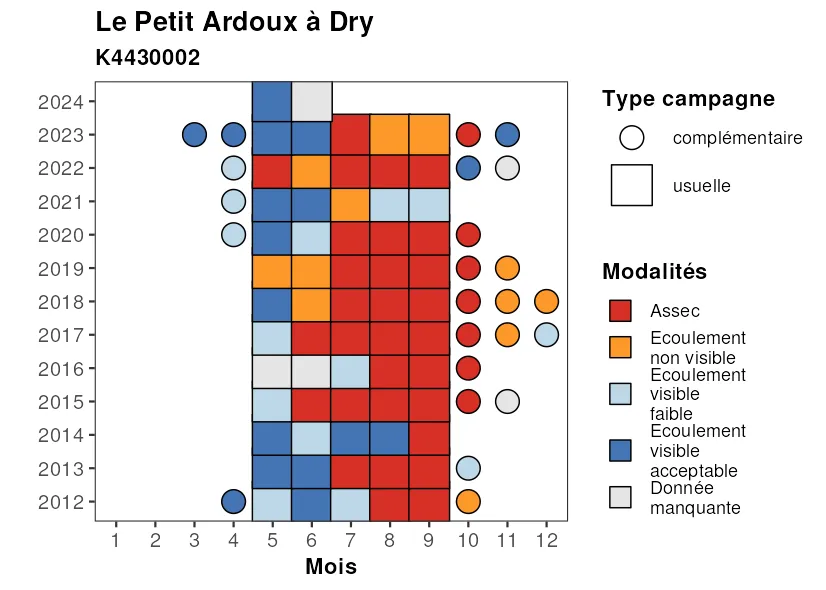 Le Petit Ardoux à Dry
K4430002
2024
2023
2022
2021
2020
2019
2018
2017
2016
2015
2014
2013
2012
1 2 3 4 5 6 7 8 9 10 11 12
Mois
Type campagne
complémentaire
usuelle
Modalités
Assec
Ecoulement
non visible
Ecoulement
visible
faible
Ecoulement
visible
acceptable
Donnée
manquante